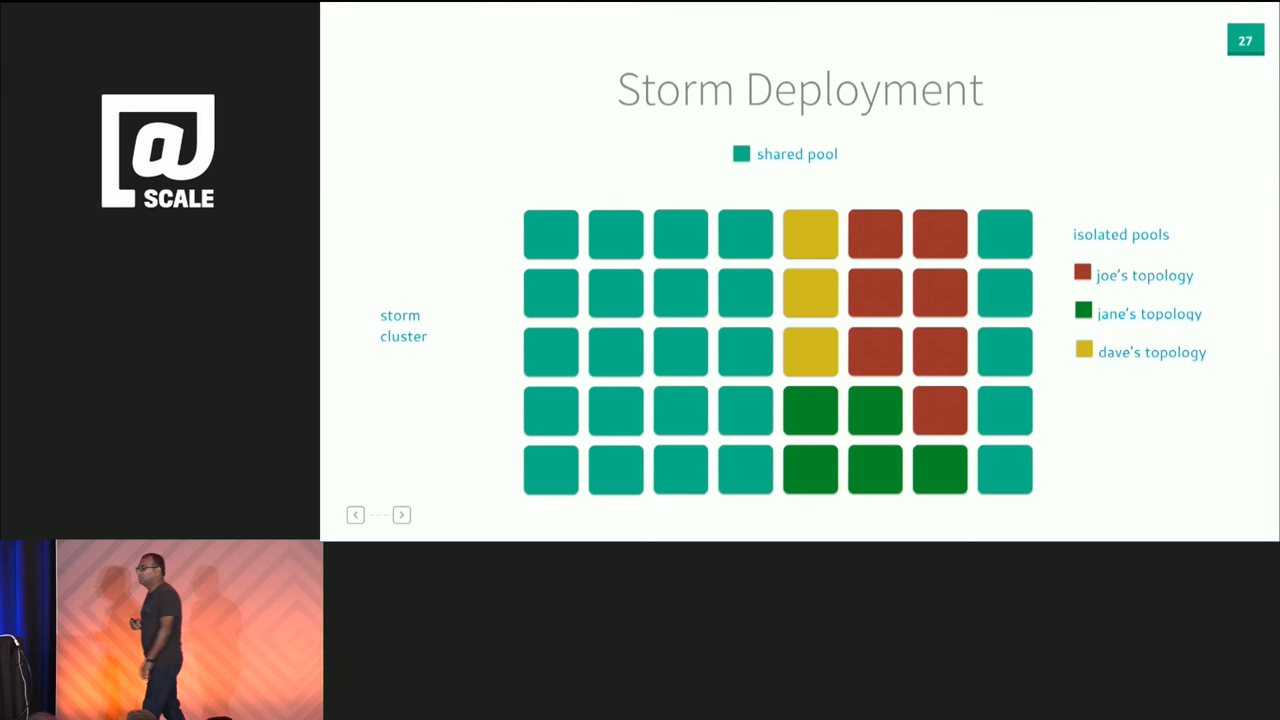 @
SCALE
27
Storm Deployment
shared pool
isolated pools
joe's topology
storm
cluster
jane's topology
dave's topology